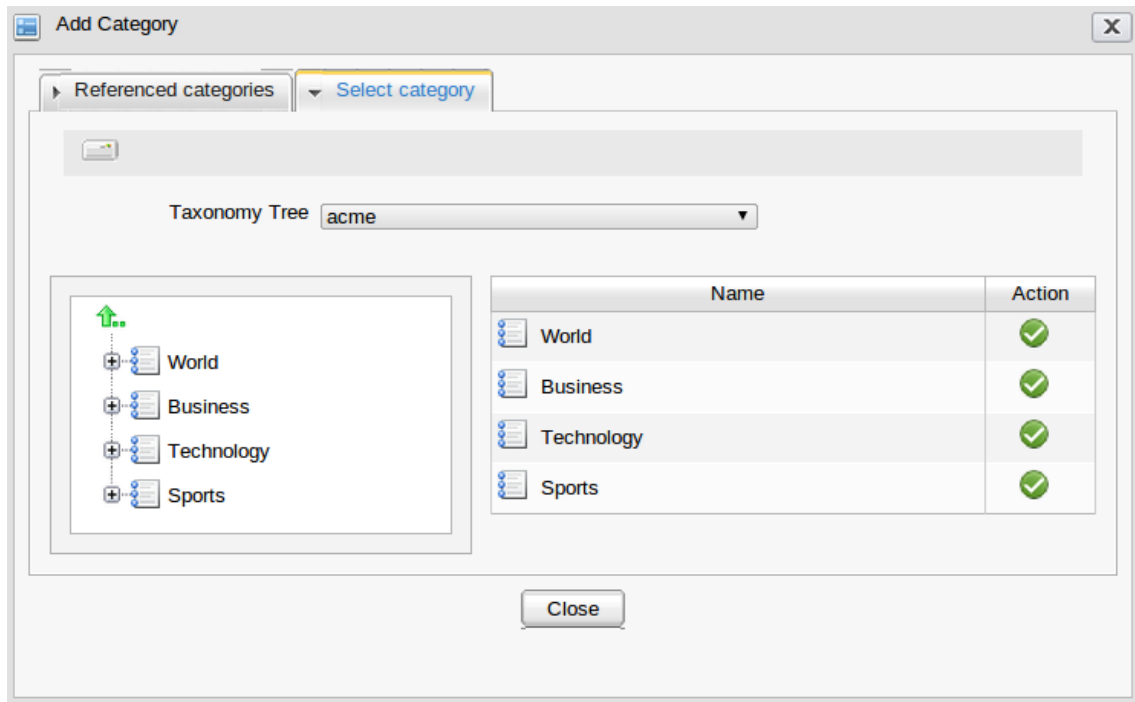 Add Category
X
Referenced categories
Select category
Taxonomy Tree acme
World
Business
Technology
Sports
Name Action
World
Business
Technology
Sports
Close